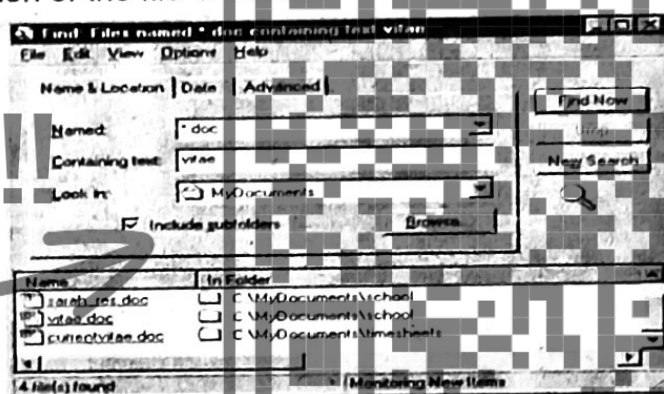 Find: Files named *.doc containing text vitae
File Edit View Options Help
Name & Location Date Advanced
Named: *.doc
Containing text: vitae
Look in: MyDocuments
Include subfolders
Browse...
Find Now
Stop
New Search
!!
Name In Folder
sarah_res.doc C:\MyDocuments\school
vitae.doc C:\MyDocuments\school
currentvitae.doc C:\MyDocuments\timesheets
4 file(s) found Monitoring New Items